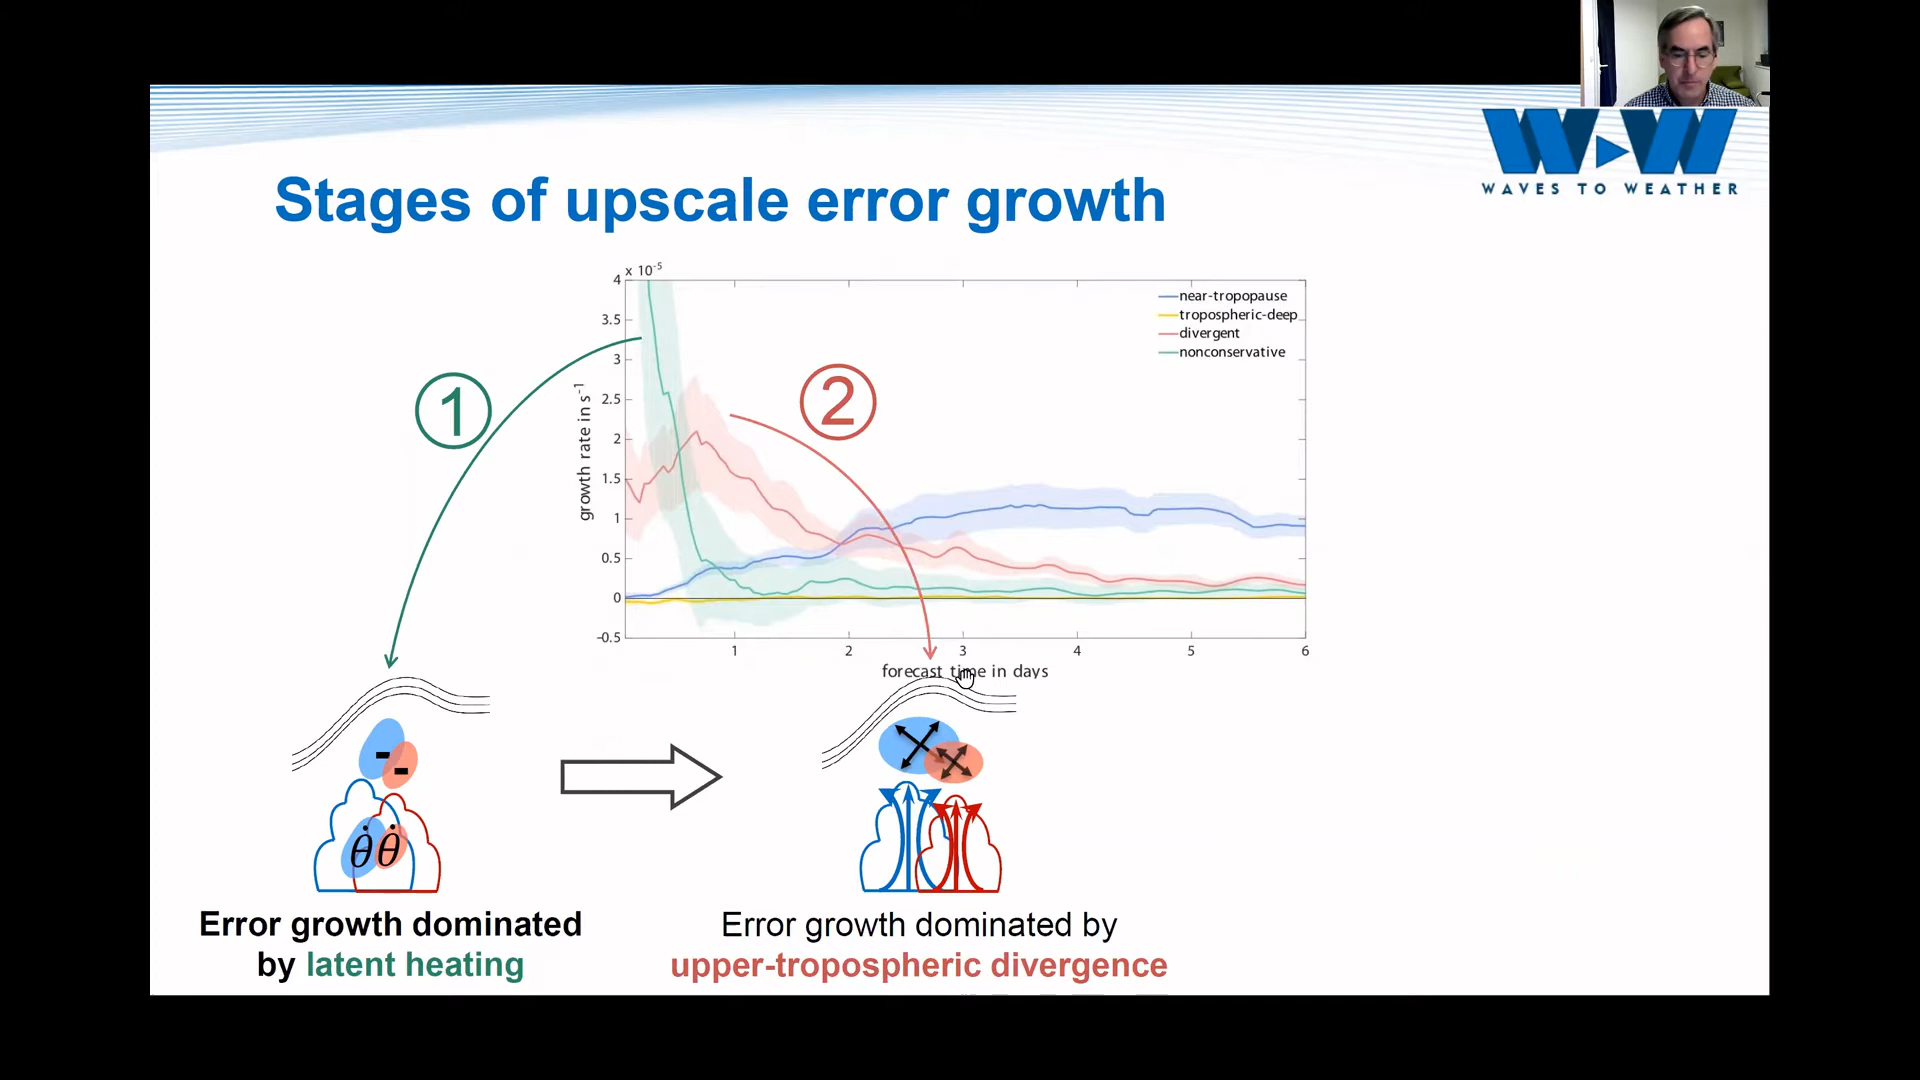 WAVES TO WEATHER
Stages of upscale error growth
x 10-5
4
3.5
3
2.5
2
1.5
1
0.5
0
-0.5
growth rate in s-1
near-tropopause
tropospheric-deep
divergent
nonconservative
1
2
1 2 3 4 5 6
forecast time in days
- -
θ̇ θ̇
Error growth dominated
by latent heating
Error growth dominated by
upper-tropospheric divergence